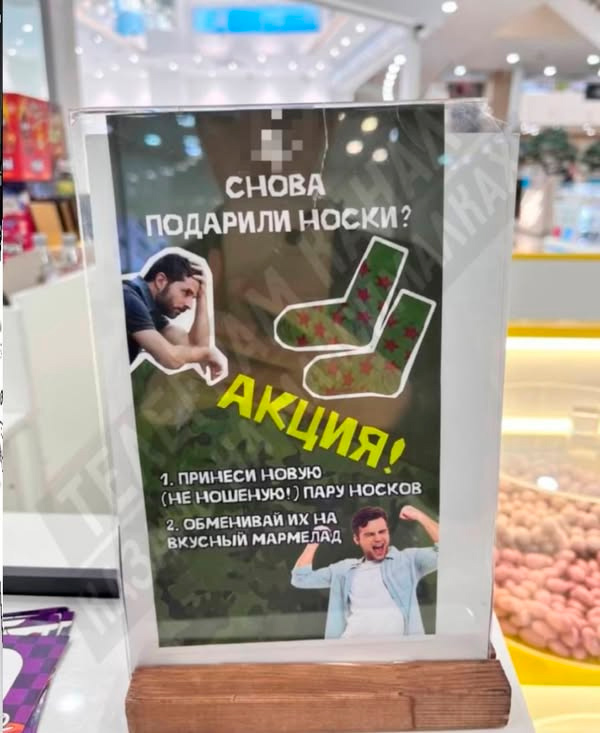 СНОВА
ПОДАРИЛИ НОСКИ?
АКЦИЯ!
1. ПРИНЕСИ НОВУЮ
(НЕ НОШЕНУЮ!) ПАРУ НОСКОВ
2. ОБМЕНИВАЙ ИХ НА
ВКУСНЫЙ МАРМЕЛАД